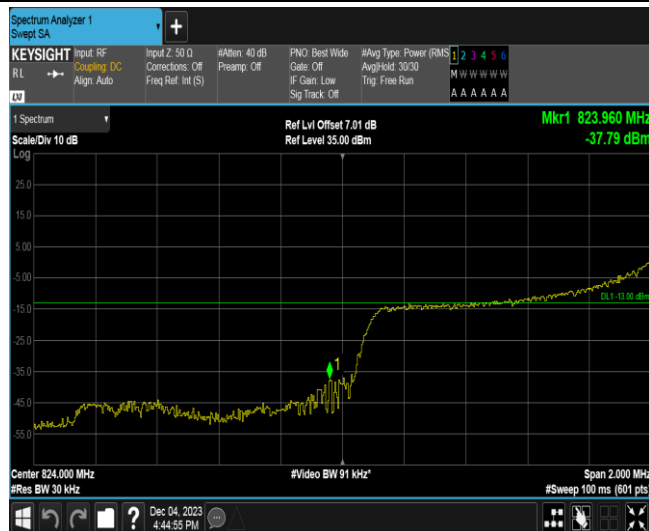 Spectrum Analyzer 1
Swept SA
+
KEYSIGHT
RL
LXI
Input: RF
Coupling: DC
Align: Auto
Input Z: 50 Ω
Corrections: Off
Freq Ref: Int (S)
#Atten: 40 dB
Preamp: Off
PNO: Best Wide
Gate: Off
IF Gain: Low
Sig Track: Off
#Avg Type: Power (RMS
Avg|Hold: 30/30
Trig: Free Run
1 2 3 4 5 6
M W W W W W
A A A A A A
1 Spectrum
Scale/Div 10 dB
Log
Ref Lvl Offset 7.01 dB
Ref Level 35.00 dBm
Mkr1 823.960 MHz
-37.79 dBm
25.0
15.0
5.00
-5.00
-15.0
-25.0
-35.0
-45.0
-55.0
DL1 -13.00 dBm
1
Center 824.000 MHz
#Res BW 30 kHz
#Video BW 91 kHz*
Span 2.000 MHz
#Sweep 100 ms (601 pts)
?
Dec 04, 2023
4:44:55 PM